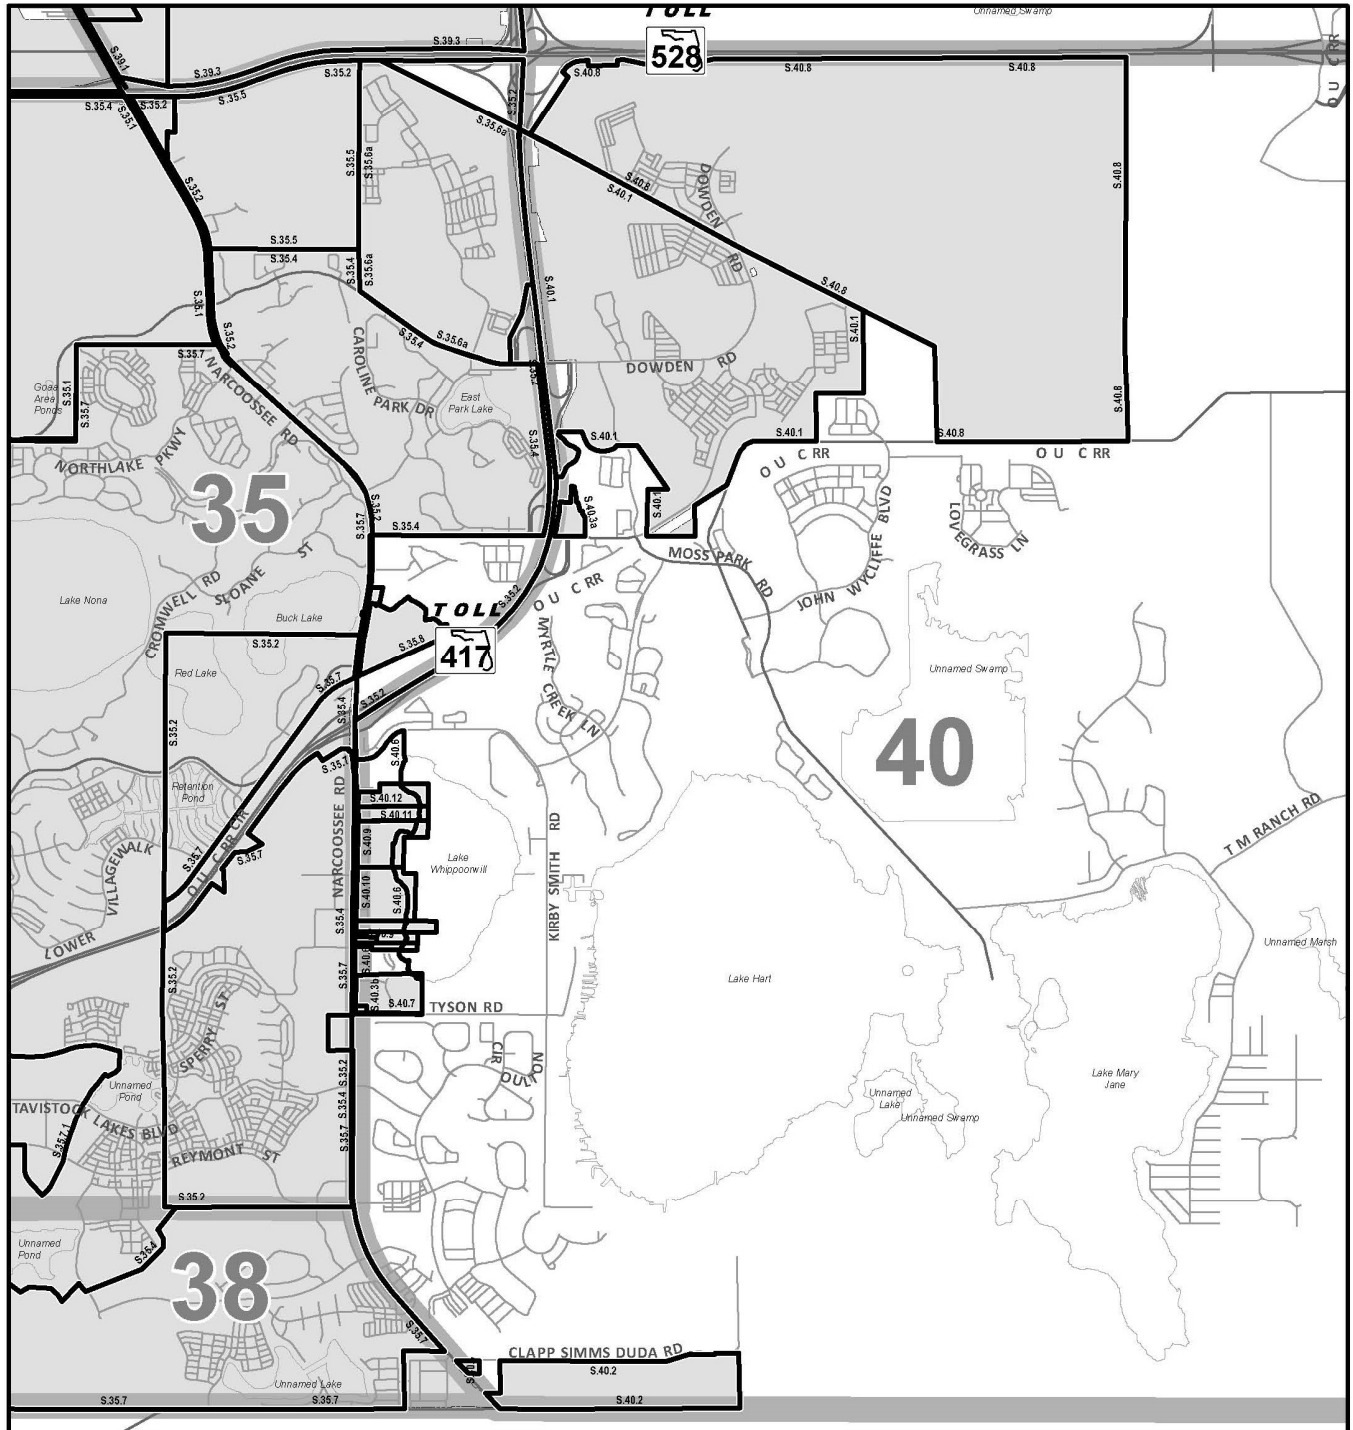 TOLL
528
Unnamed Swamp
O U C RR
S.39.1
S.39.3
S.39.3
S.35.2
S.35.5
S.35.4
S.35.2
S.35.1
S.35.2
S.40.8
S.40.8
S.40.8
S.35.6a
S.35.5
S.35.6a
S.40.8
S.40.1
DOWDEN RD
S.40.8
S.35.2
S.35.5
S.35.4
S.35.4
S.35.6a
S.40.1
S.40.8
S.35.1
S.35.2
S.35.4
S.35.6a
S.40.1
S.35.7
NARCOOSSEE RD
CAROLINE PARK DR
DOWDEN RD
Goaa
Area
Ponds
S.35.1
S.35.7
East
Park Lake
S.40.8
S.35.4
S.40.1
S.40.1
S.40.8
O U C RR
O U C RR
NORTHLAKE PKWY
35
S.35.7
S.35.2
S.35.4
S.40.3a
S.40.1
JOHN WYCLIFFE BLVD
LOVEGRASS LN
MOSS PARK RD
Lake Nona
CROMWELL RD
SLOANE ST
Buck Lake
TOLL
417
S.35.2
O U C RR
S.35.2
S.35.8
Red Lake
S.35.7
S.35.2
S.35.4
MYRTLE CREEK LN
Unnamed Swamp
40
S.35.2
S.35.7
S.40.6
Retention
Pond
NARCOOSSEE RD
S.40.12
S.40.11
S.40.9
O U C RR CIR
S.35.7
S.35.7
VILLAGEWALK
Lake
Whippoorwill
KIRBY SMITH RD
T M RANCH RD
S.40.10
S.40.6
S.35.4
LOWER
Unnamed Marsh
S.35.2
S.35.7
S.40.3b
S.40.7
Lake Hart
TYSON RD
SPERRY ST
CIR
OULTON
S.35.2
Unnamed
Pond
Lake Mary
Jane
Unnamed
Lake
Unnamed Swamp
TAVISTOCK LAKES BLVD
S.35.4
S.35.7
S.35.7.1
REYMONT ST
S.35.2
Unnamed
Pond
S.35.4
38
S.35.7
CLAPP SIMMS DUDA RD
S.40.2
Unnamed Lake
S.35.7
S.35.7
S.40.2